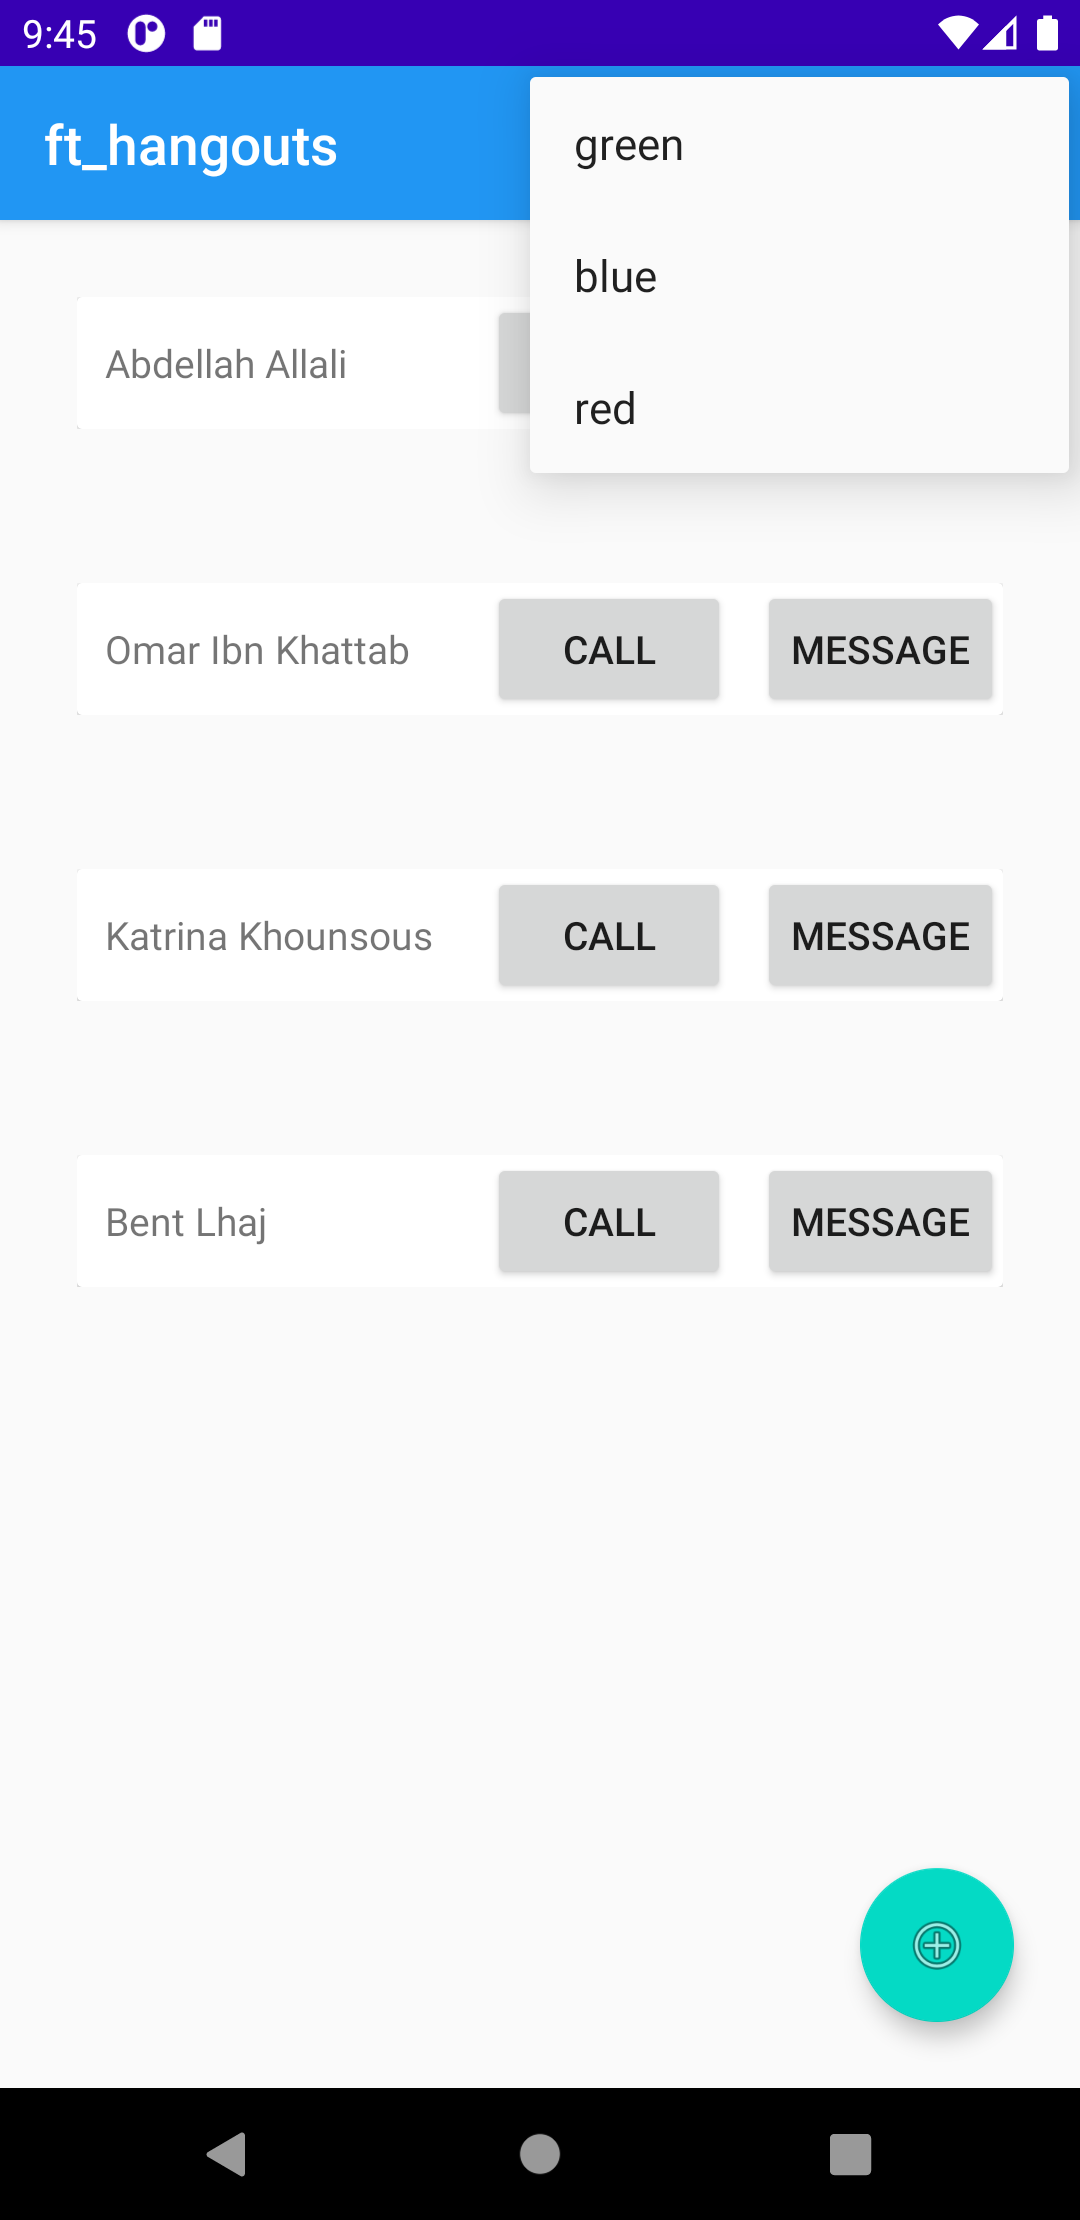 9:45
ft_hangouts
green
blue
red
Abdellah Allali
Omar Ibn Khattab CALL MESSAGE
Katrina Khounsous CALL MESSAGE
Bent Lhaj CALL MESSAGE